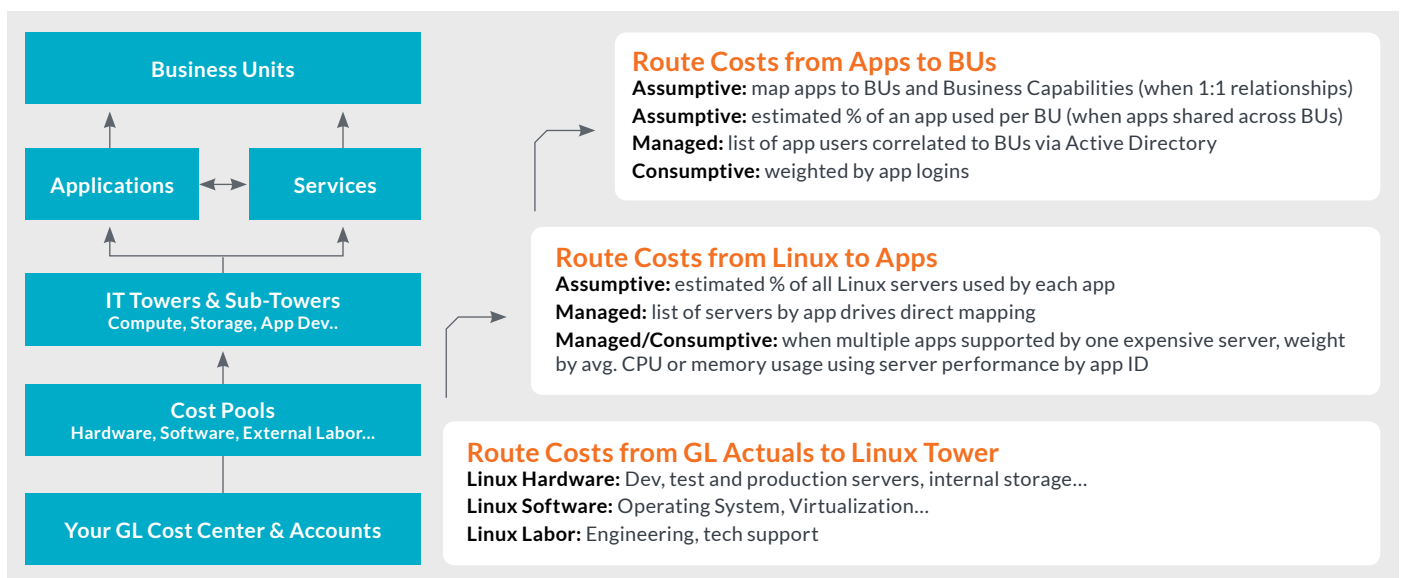 Business Units
Applications
Services
IT Towers & Sub-Towers
Compute, Storage, App Dev..
Cost Pools
Hardware, Software, External Labor...
Your GL Cost Center & Accounts
Route Costs from Apps to BUs
Assumptive: map apps to BUs and Business Capabilities (when 1:1 relationships)
Assumptive: estimated % of an app used per BU (when apps shared across BUs)
Managed: list of app users correlated to BUs via Active Directory
Consumptive: weighted by app logins
Route Costs from Linux to Apps
Assumptive: estimated % of all Linux servers used by each app
Managed: list of servers by app drives direct mapping
Managed/Consumptive: when multiple apps supported by one expensive server, weight
by avg. CPU or memory usage using server performance by app ID
Route Costs from GL Actuals to Linux Tower
Linux Hardware: Dev, test and production servers, internal storage...
Linux Software: Operating System, Virtualization...
Linux Labor: Engineering, tech support